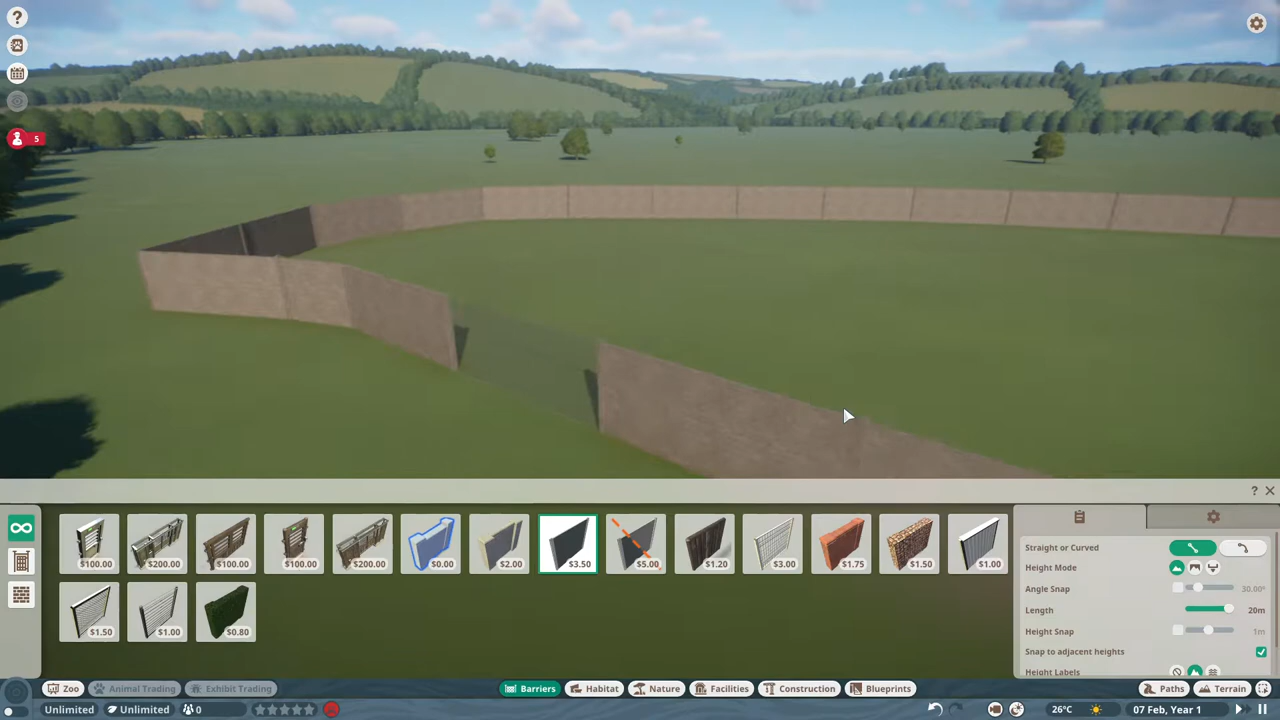 ?
5
? ×
$100.00 $200.00 $100.00 $100.00 $200.00 $0.00 $2.00 $3.50 $5.00 $1.20 $3.00 $1.75 $1.50 $1.00
$1.50 $1.00 $0.80
Straight or Curved
Height Mode
Angle Snap 30.00°
Length 20m
Height Snap 1m
Snap to adjacent heights
Height Labels
Zoo Animal Trading Exhibit Trading Barriers Habitat Nature Facilities Construction Blueprints Paths Terrain
Unlimited Unlimited 0 26°C 07 Feb, Year 1